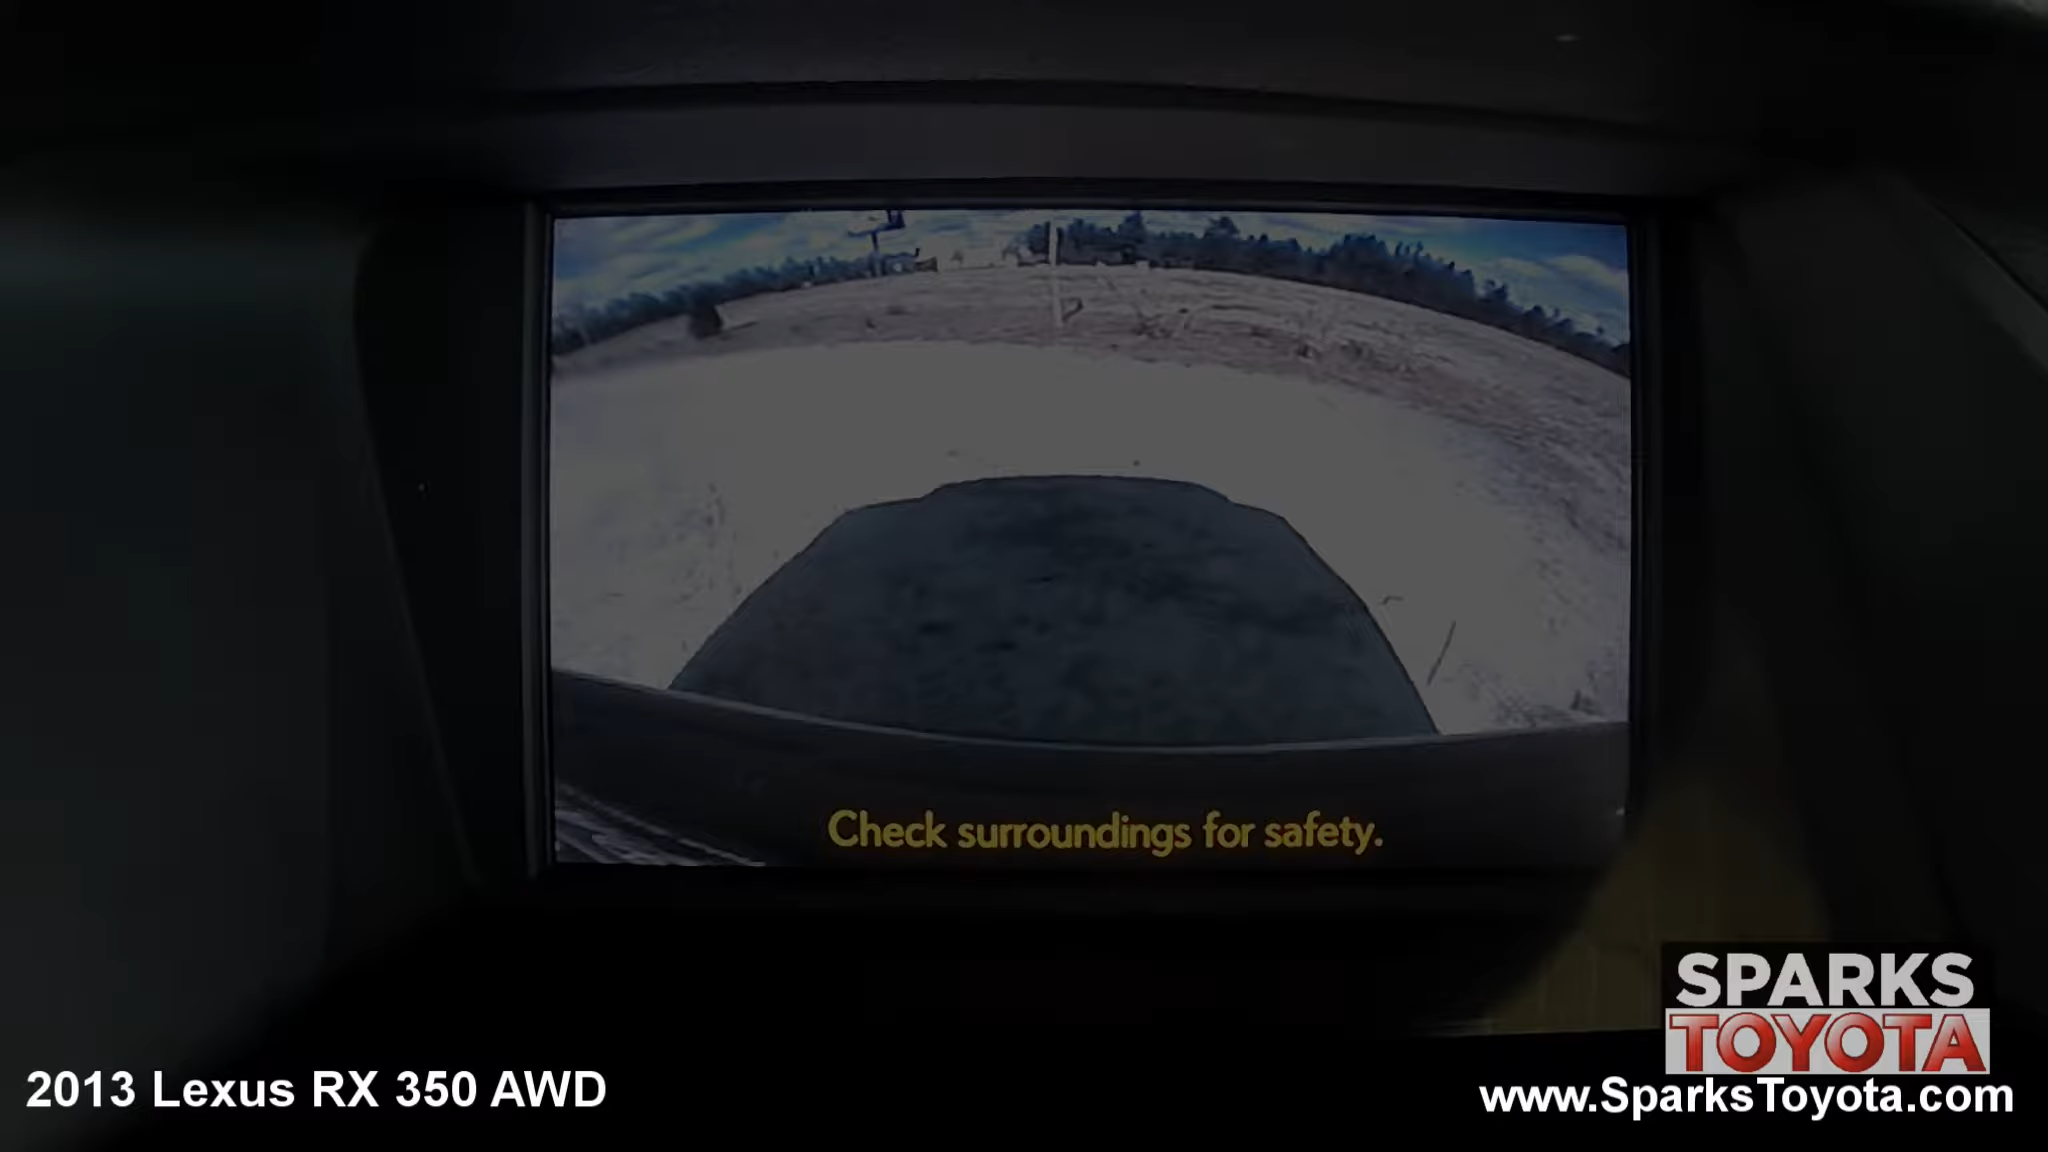 Check surroundings for safety.
SPARKS
TOYOTA
2013 Lexus RX 350 AWD
www.SparksToyota.com